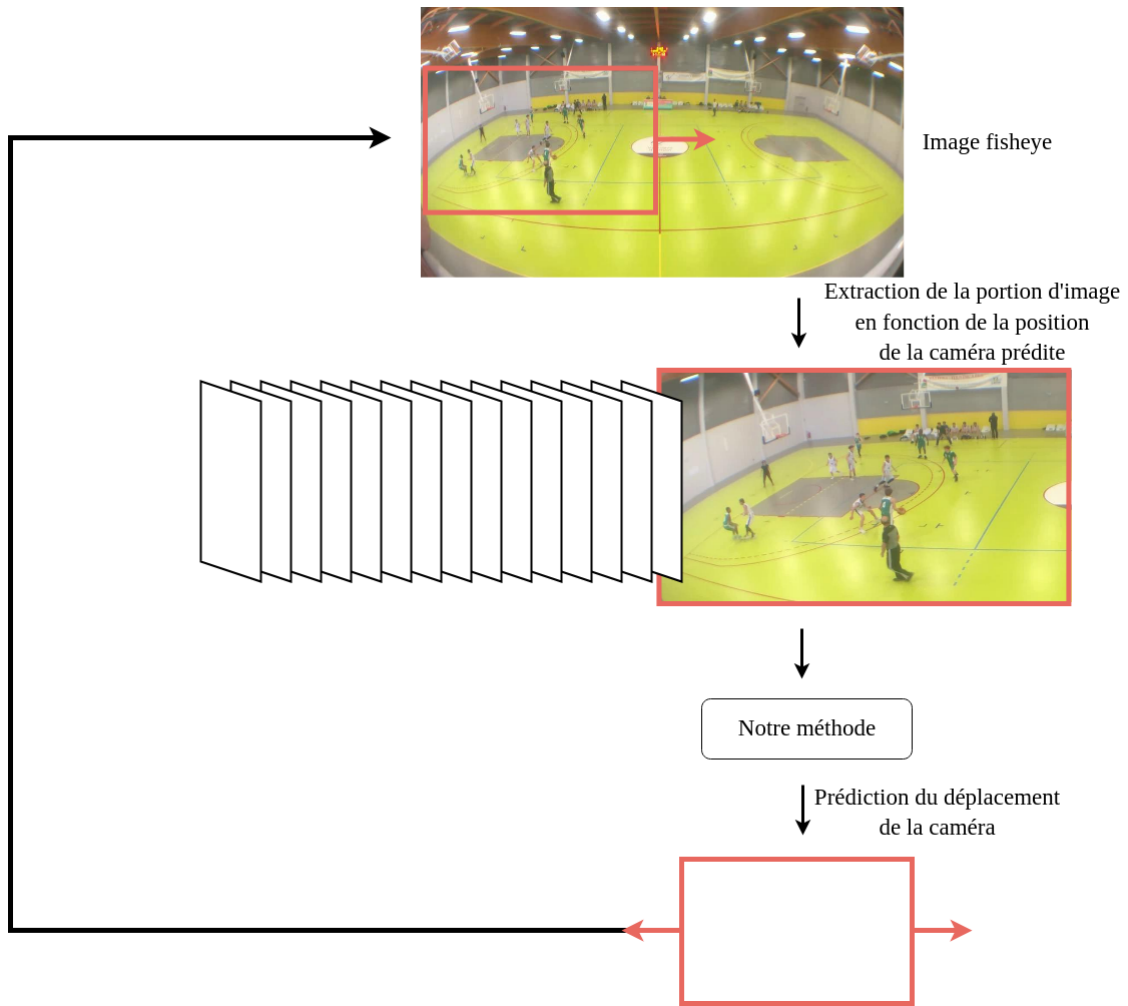 Image fisheye
Extraction de la portion d'image
en fonction de la position
de la caméra prédite
Notre méthode
Prédiction du déplacement
de la caméra